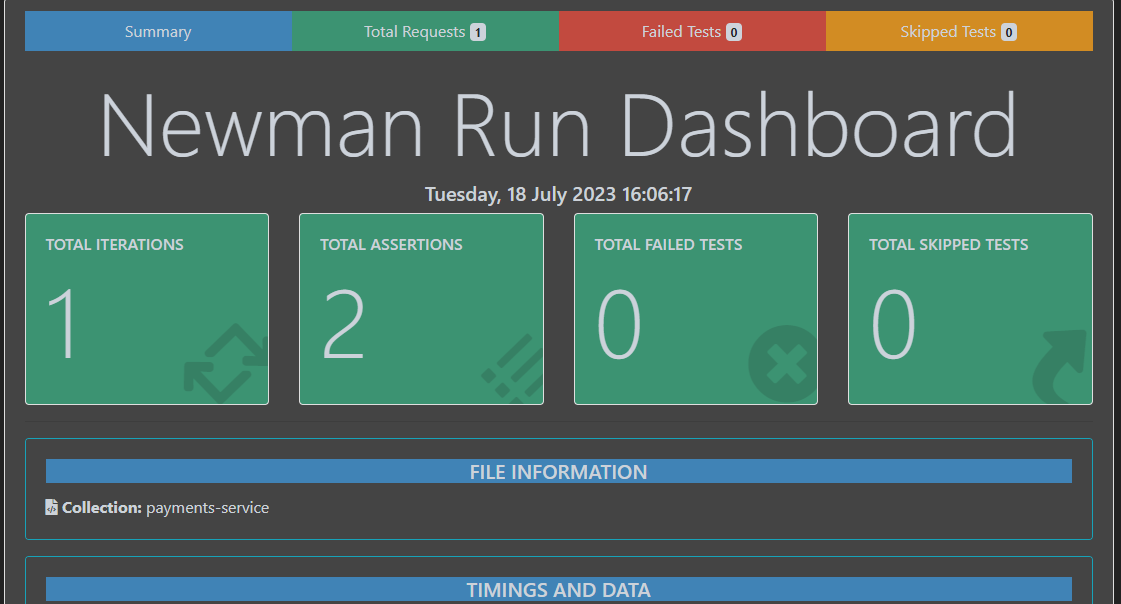 Summary
Total Requests 1
Failed Tests 0
Skipped Tests 0
Newman Run Dashboard
Tuesday, 18 July 2023 16:06:17
TOTAL ITERATIONS
1
TOTAL ASSERTIONS
2
TOTAL FAILED TESTS
0
TOTAL SKIPPED TESTS
0
FILE INFORMATION
Collection: payments-service
TIMINGS AND DATA